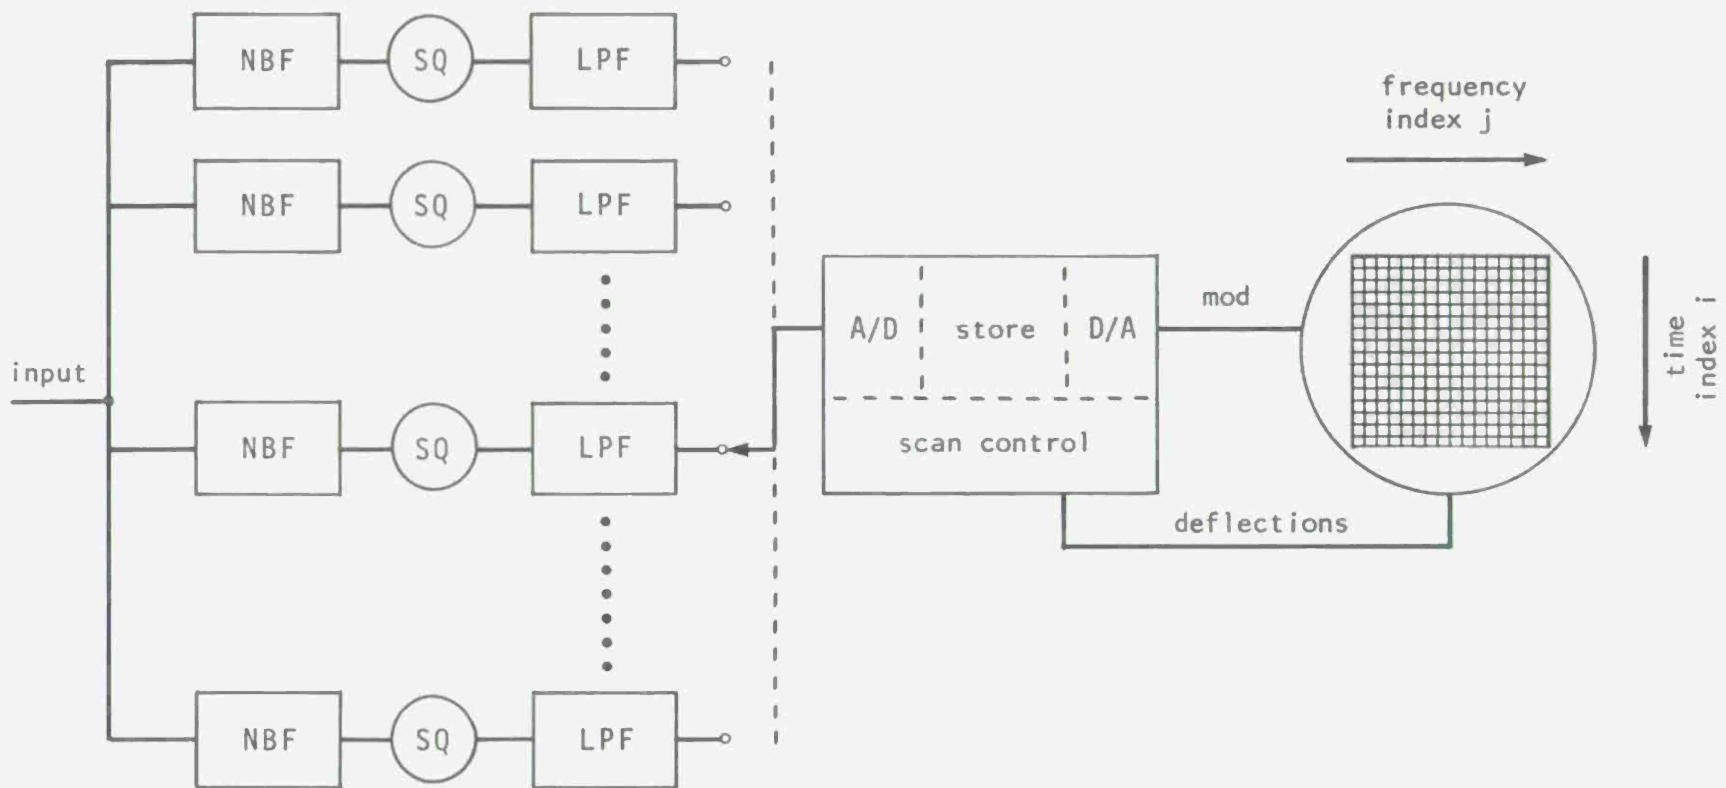 NBF SQ LPF
frequency
index j
NBF SQ LPF
A/D store D/A
mod
time
index i
input
NBF SQ LPF
scan control
deflections
NBF SQ LPF